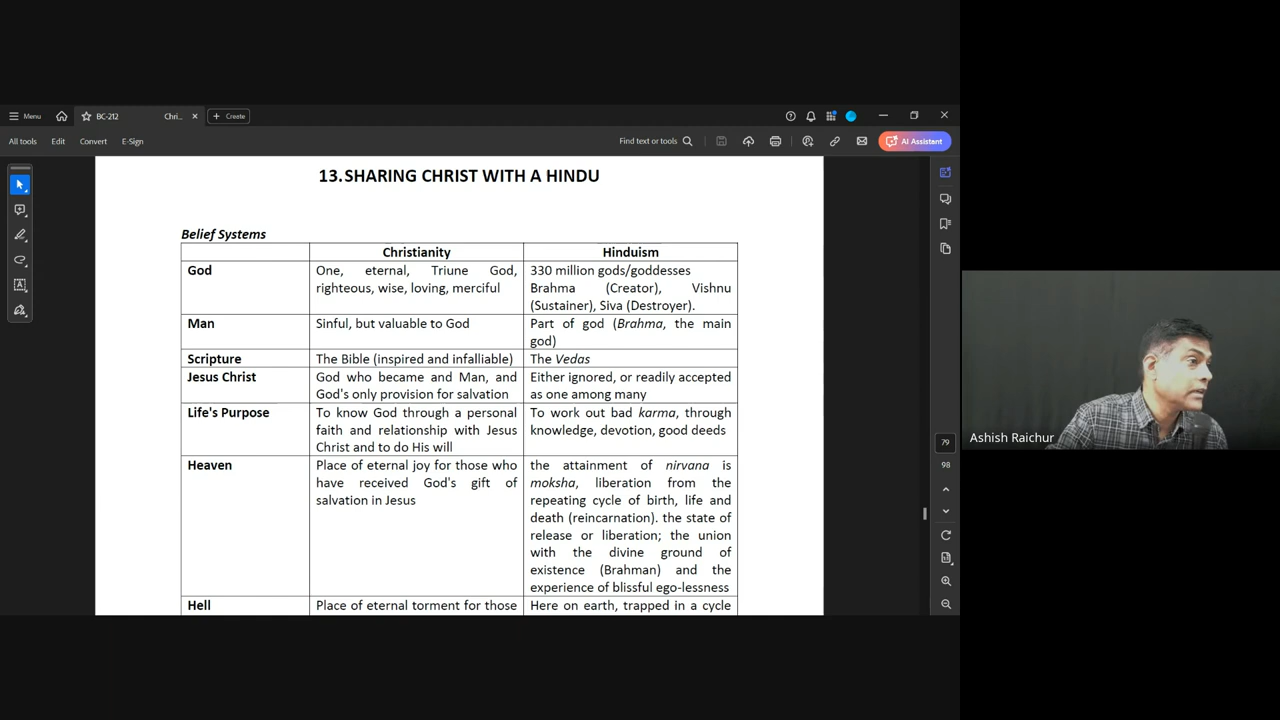 Menu
BC-212
Chri...
Create
All tools
Edit
Convert
E-Sign
Find text or tools
AI Assistant
13.SHARING CHRIST WITH A HINDU
Belief Systems
Christianity
Hinduism
God
One, eternal, Triune God,
righteous, wise, loving, merciful
330 million gods/goddesses
Brahma (Creator), Vishnu
(Sustainer), Siva (Destroyer).
Man
Sinful, but valuable to God
Part of god (Brahma, the main
god)
Scripture
The Bible (inspired and infalliable)
The Vedas
Jesus Christ
God who became and Man, and
God's only provision for salvation
Either ignored, or readily accepted
as one among many
Life's Purpose
To know God through a personal
faith and relationship with Jesus
Christ and to do His will
To work out bad karma, through
knowledge, devotion, good deeds
Heaven
Place of eternal joy for those who
have received God's gift of
salvation in Jesus
the attainment of nirvana is
moksha, liberation from the
repeating cycle of birth, life and
death (reincarnation). the state of
release or liberation; the union
with the divine ground of
existence (Brahman) and the
experience of blissful ego-lessness
Hell
Place of eternal torment for those
Here on earth, trapped in a cycle
79
98
Ashish Raichur